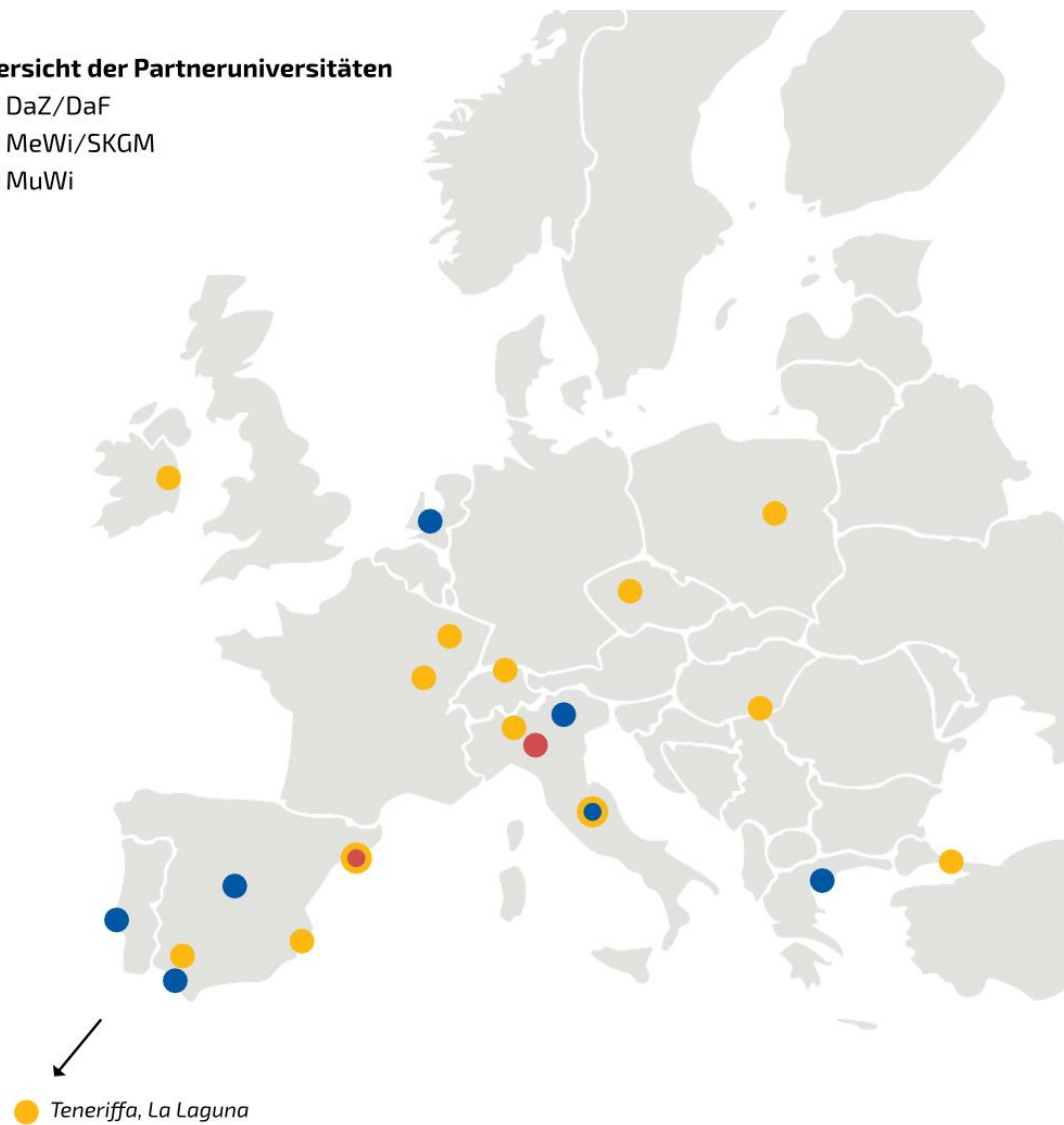 ersicht der Partneruniversitäten
DaZ/DaF
MeWi/SKGM
MuWi
Teneriffa, La Laguna